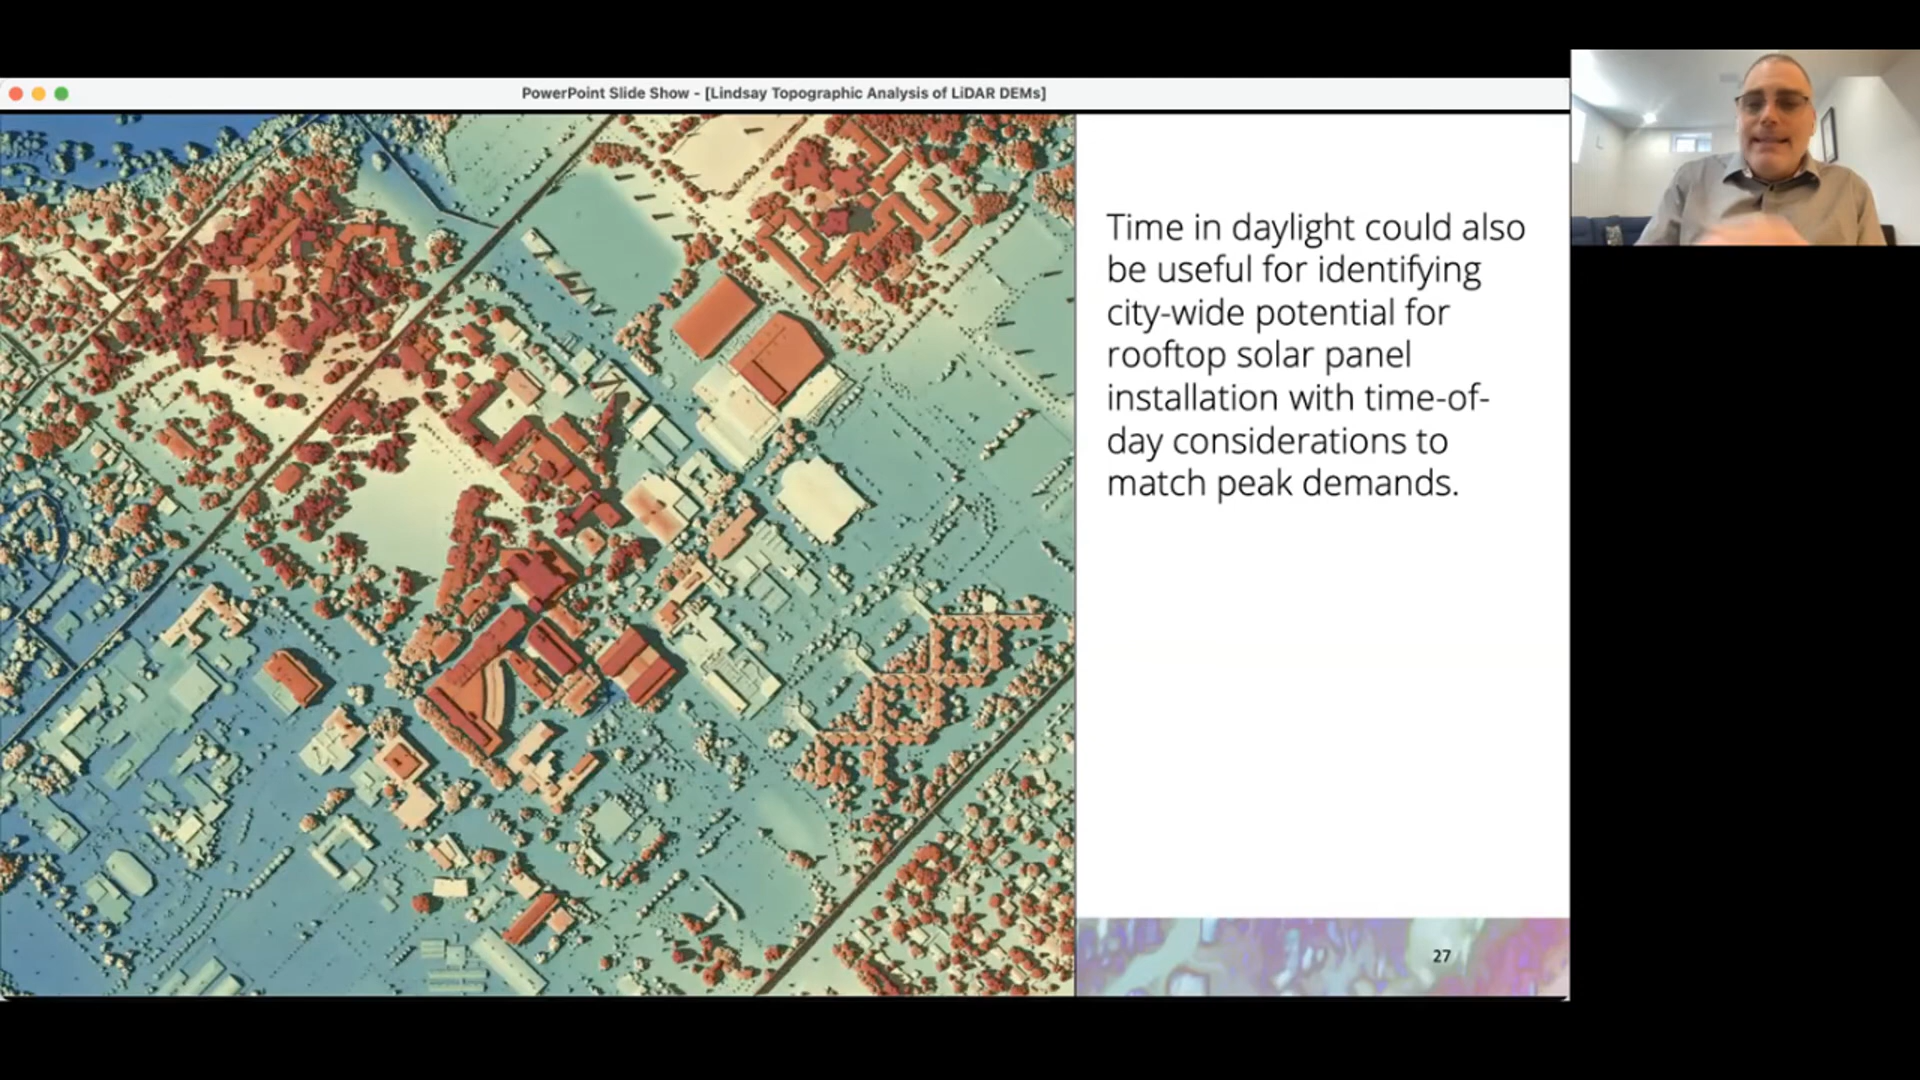 PowerPoint Slide Show - [Lindsay Topographic Analysis of LiDAR DEMs]
Time in daylight could also
be useful for identifying
city-wide potential for
rooftop solar panel
installation with time-of-
day considerations to
match peak demands.
27